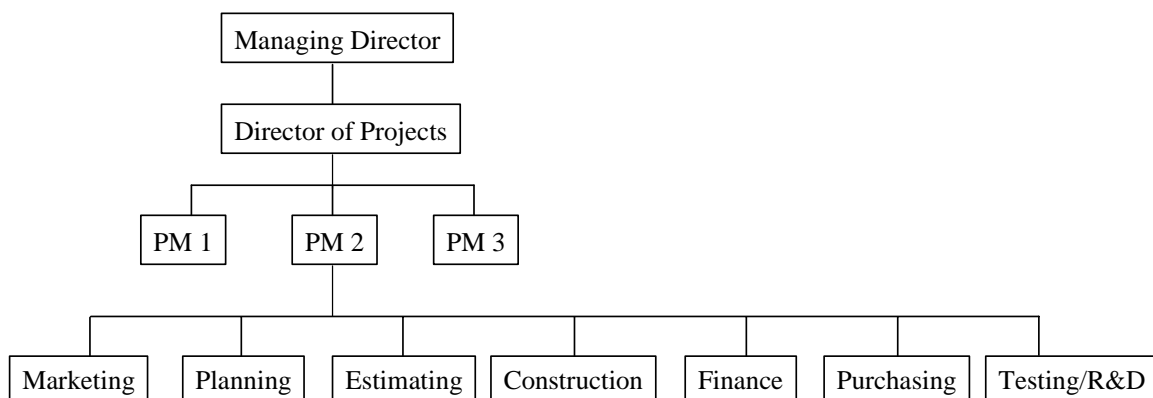 Managing Director
Director of Projects
PM 1
PM 2
PM 3
Marketing
Planning
Estimating
Construction
Finance
Purchasing
Testing/R&D